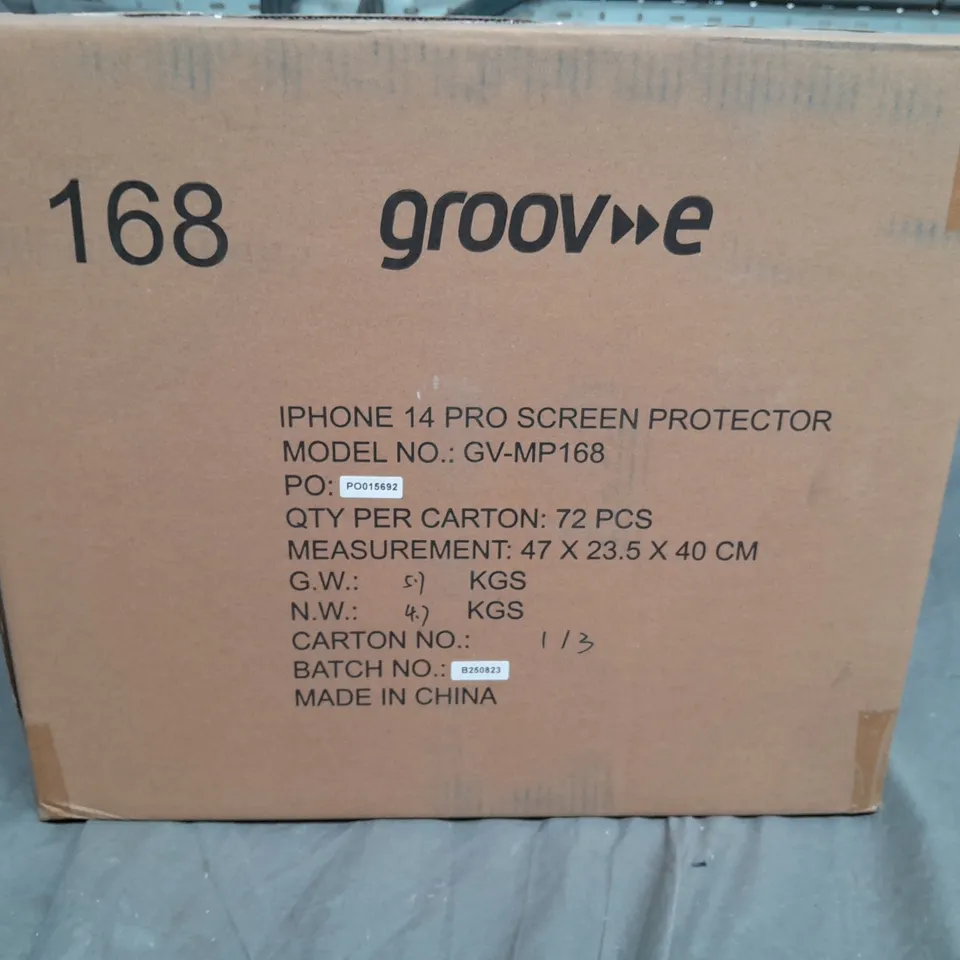 168
groov▸▸e
IPHONE 14 PRO SCREEN PROTECTOR
MODEL NO.: GV-MP168
PO: PO015692
QTY PER CARTON: 72 PCS
MEASUREMENT: 47 X 23.5 X 40 CM
G.W.: 5.7 KGS
N.W.: 4.7 KGS
CARTON NO.: 1/3
BATCH NO.: B250823
MADE IN CHINA